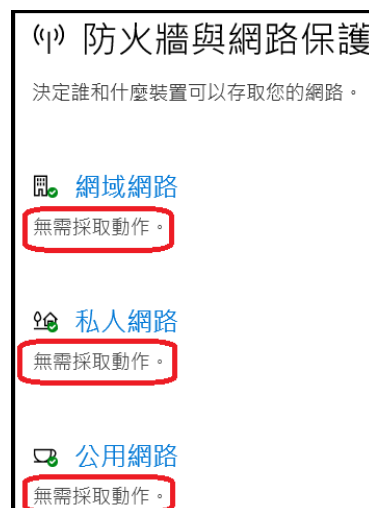 防火牆與網路保護
決定誰和什麼裝置可以存取您的網路。
網域網路
無需採取動作。
私人網路
無需採取動作。
公用網路
無需採取動作。